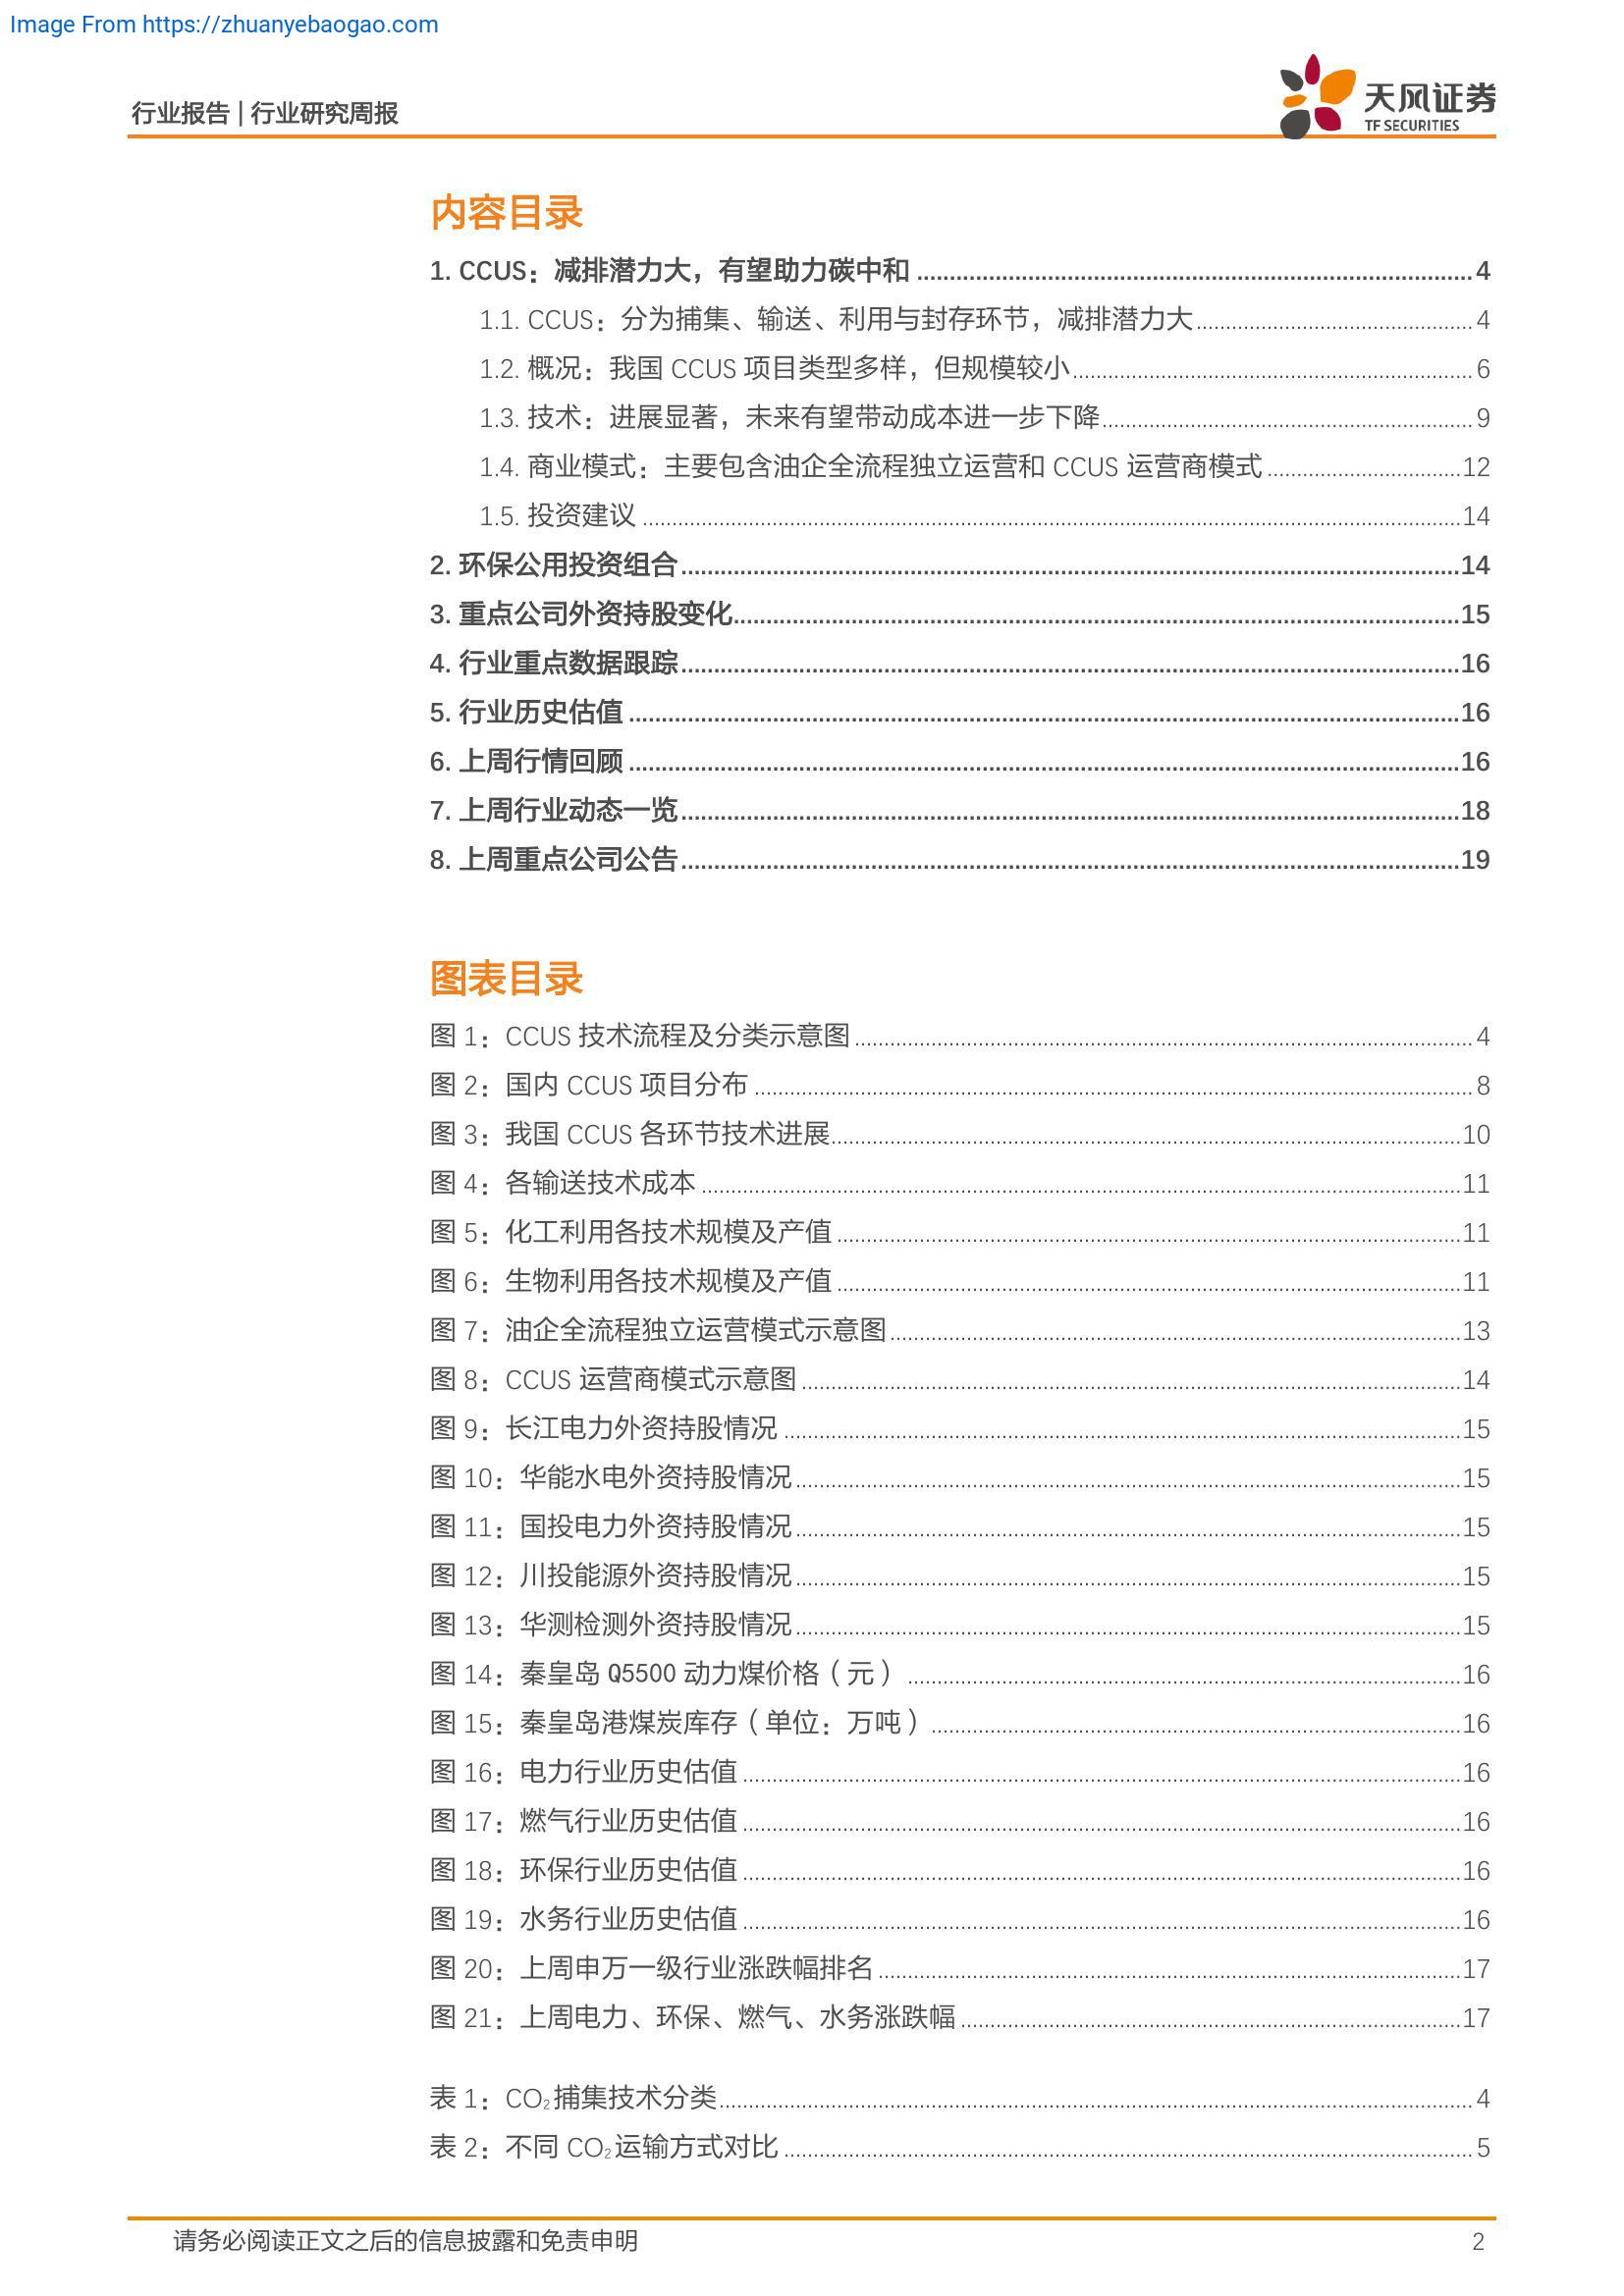 Image From https://zhuanyebaogao.com
行业报告 | 行业研究周报
天风证券
TF SECURITIES
内容目录
1. CCUS：减排潜力大，有望助力碳中和 ........ 4
1.1. CCUS：分为捕集、输送、利用与封存环节，减排潜力大 ........ 4
1.2. 概况：我国 CCUS 项目类型多样，但规模较小 ........ 6
1.3. 技术：进展显著，未来有望带动成本进一步下降 ........ 9
1.4. 商业模式：主要包含油企全流程独立运营和 CCUS 运营商模式 ........ 12
1.5. 投资建议 ........ 14
2. 环保公用投资组合 ........ 14
3. 重点公司外资持股变化 ........ 15
4. 行业重点数据跟踪 ........ 16
5. 行业历史估值 ........ 16
6. 上周行情回顾 ........ 16
7. 上周行业动态一览 ........ 18
8. 上周重点公司公告 ........ 19
图表目录
图 1：CCUS 技术流程及分类示意图 ........ 4
图 2：国内 CCUS 项目分布 ........ 8
图 3：我国 CCUS 各环节技术进展 ........ 10
图 4：各输送技术成本 ........ 11
图 5：化工利用各技术规模及产值 ........ 11
图 6：生物利用各技术规模及产值 ........ 11
图 7：油企全流程独立运营模式示意图 ........ 13
图 8：CCUS 运营商模式示意图 ........ 14
图 9：长江电力外资持股情况 ........ 15
图 10：华能水电外资持股情况 ........ 15
图 11：国投电力外资持股情况 ........ 15
图 12：川投能源外资持股情况 ........ 15
图 13：华测检测外资持股情况 ........ 15
图 14：秦皇岛 Q5500 动力煤价格（元） ........ 16
图 15：秦皇岛港煤炭库存（单位：万吨） ........ 16
图 16：电力行业历史估值 ........ 16
图 17：燃气行业历史估值 ........ 16
图 18：环保行业历史估值 ........ 16
图 19：水务行业历史估值 ........ 16
图 20：上周申万一级行业涨跌幅排名 ........ 17
图 21：上周电力、环保、燃气、水务涨跌幅 ........ 17
表 1：CO₂捕集技术分类 ........ 4
表 2：不同 CO₂运输方式对比 ........ 5
请务必阅读正文之后的信息披露和免责申明
2